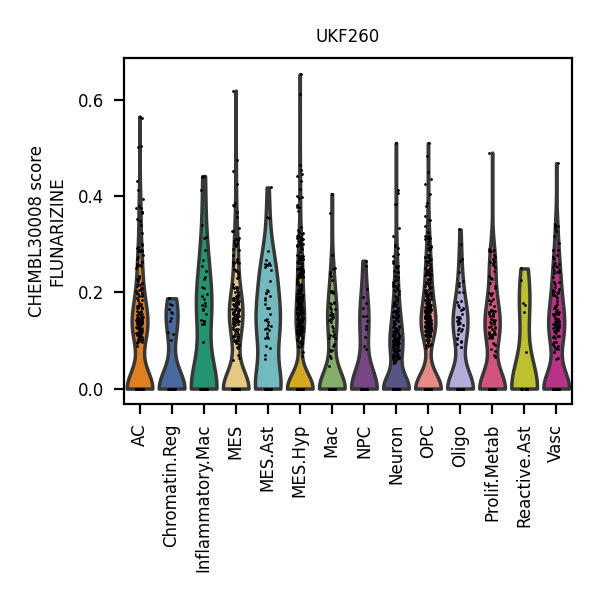 UKF260
CHEMBL30008 score
FLUNARIZINE
0.6
0.4
0.2
0.0
AC
Chromatin.Reg
Inflammatory.Mac
MES
MES.Ast
MES.Hyp
Mac
NPC
Neuron
OPC
Oligo
Prolif.Metab
Reactive.Ast
Vasc